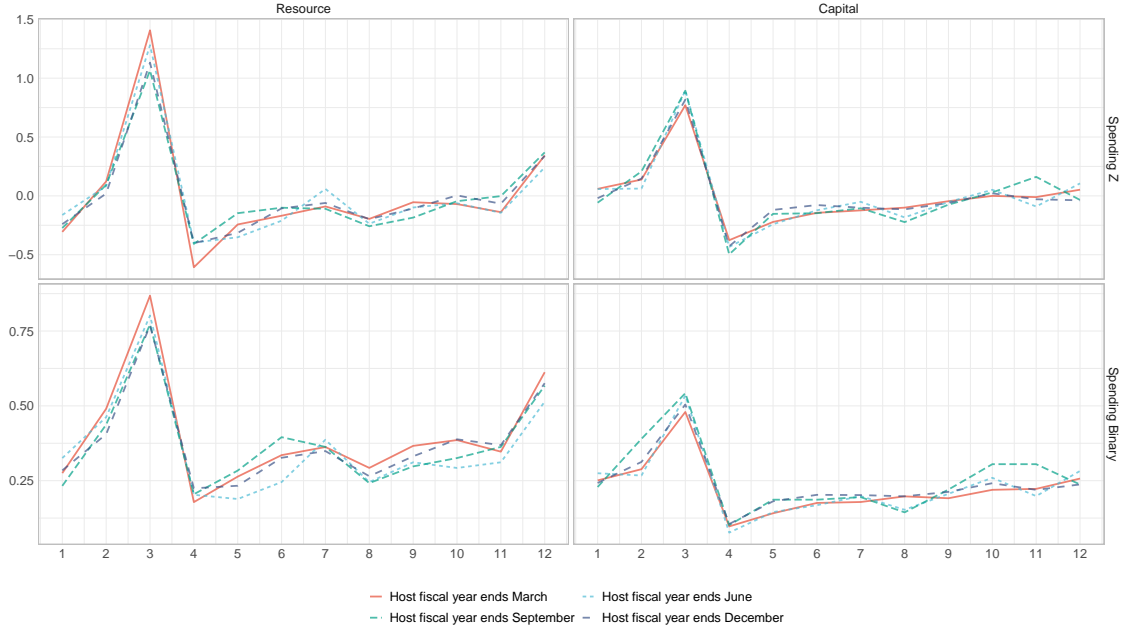 Resource
Capital
1.5
1.0
0.5
0.0
−0.5
Spending Z
0.75
0.50
0.25
Spending Binary
1 2 3 4 5 6 7 8 9 10 11 12
1 2 3 4 5 6 7 8 9 10 11 12
Host fiscal year ends March
Host fiscal year ends June
Host fiscal year ends September
Host fiscal year ends December